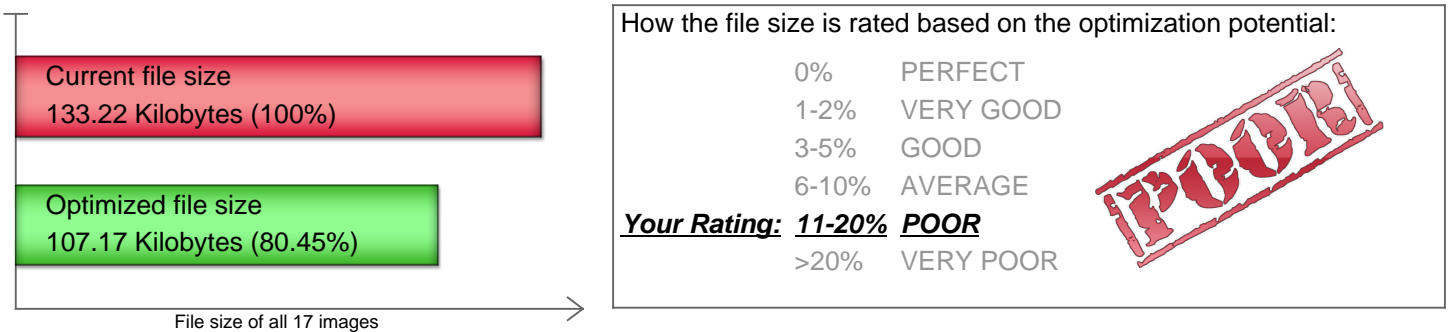 Current file size
133.22 Kilobytes (100%)
Optimized file size
107.17 Kilobytes (80.45%)
File size of all 17 images
How the file size is rated based on the optimization potential:
0% PERFECT
1-2% VERY GOOD
3-5% GOOD
6-10% AVERAGE
Your Rating: 11-20% POOR
>20% VERY POOR
POOR